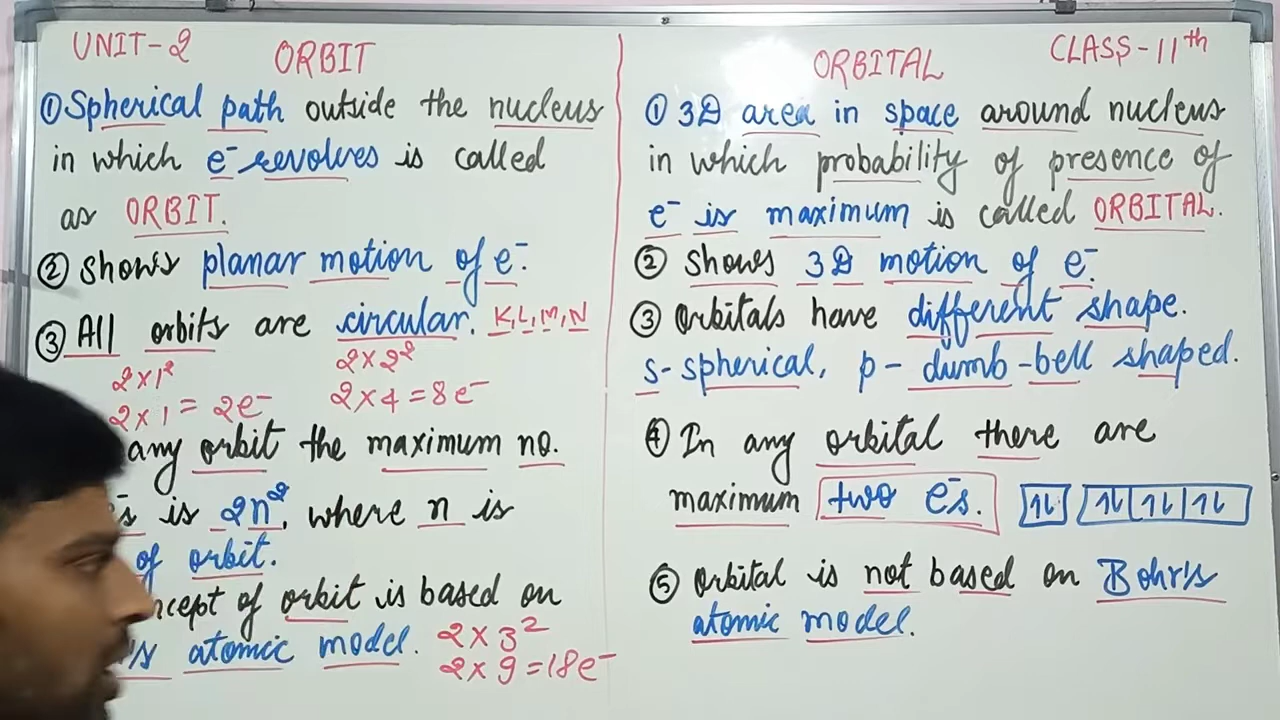 UNIT-2 ORBIT
① Spherical path outside the nucleus
in which e⁻ revolves is called
as ORBIT.
② Shows planar motion of e⁻.
③ All orbits are circular. K, L, M, N
2×1² 2×2²
2×1 = 2e⁻ 2×4 = 8e⁻
any orbit the maximum no.
is 2n², where n is
of orbit.
of orbit is based on
atomic model. 2×3²
2×9 = 18e⁻
ORBITAL CLASS-11th
① 3D area in space around nucleus
in which probability of presence of
e⁻ is maximum is called ORBITAL.
② Shows 3D motion of e⁻.
③ Orbitals have different shape.
s- spherical, p- dumb-bell shaped.
④ In any orbital there are
maximum two e⁻s. 1L 1L 1L 1L
⑤ Orbital is not based on Bohr's
atomic model.